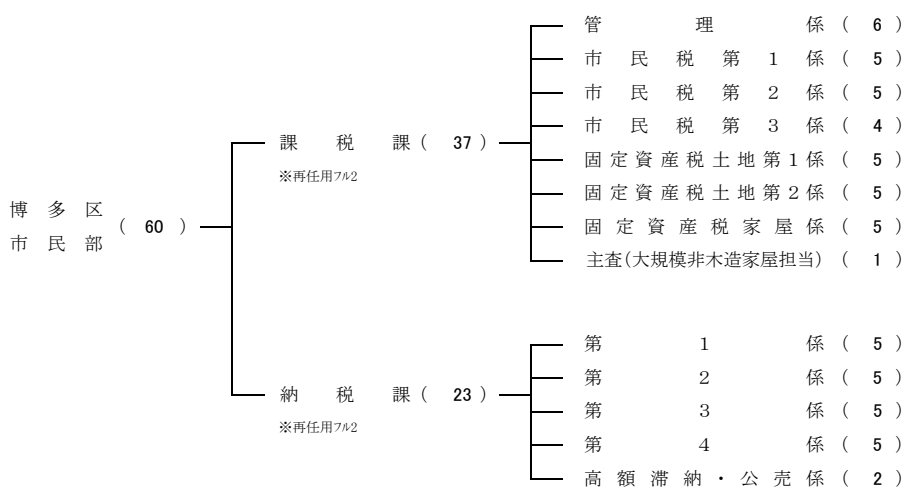 博多区
市民部 ( 60 )
課税課 ( 37 )
※再任用フル2
管理係 ( 6 )
市民税第1係 ( 5 )
市民税第2係 ( 5 )
市民税第3係 ( 4 )
固定資産税土地第1係 ( 5 )
固定資産税土地第2係 ( 5 )
固定資産税家屋係 ( 5 )
主査(大規模非木造家屋担当) ( 1 )
納税課 ( 23 )
※再任用フル2
第1係 ( 5 )
第2係 ( 5 )
第3係 ( 5 )
第4係 ( 5 )
高額滞納・公売係 ( 2 )